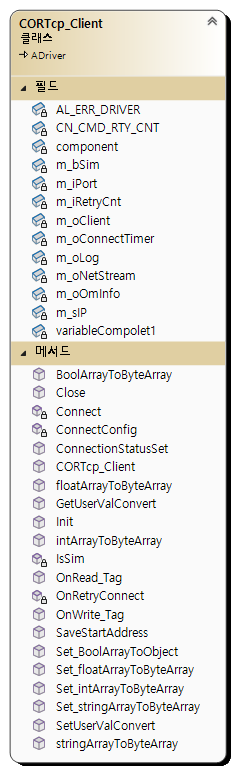 CORTcp_Client
클래스
ADriver
필드
AL_ERR_DRIVER
CN_CMD_RTY_CNT
component
m_bSim
m_iPort
m_iRetryCnt
m_oClient
m_oConnectTimer
m_oLog
m_oNetStream
m_oOmInfo
m_sIP
variableCompolet1
메서드
BoolArrayToByteArray
Close
Connect
ConnectConfig
ConnectionStatusSet
CORTcp_Client
floatArrayToByteArray
GetUserValConvert
Init
intArrayToByteArray
IsSim
OnRead_Tag
OnRetryConnect
OnWrite_Tag
SaveStartAddress
Set_BoolArrayToObject
Set_floatArrayToByteArray
Set_intArrayToByteArray
Set_stringArrayToByteArray
SetUserValConvert
stringArrayToByteArray